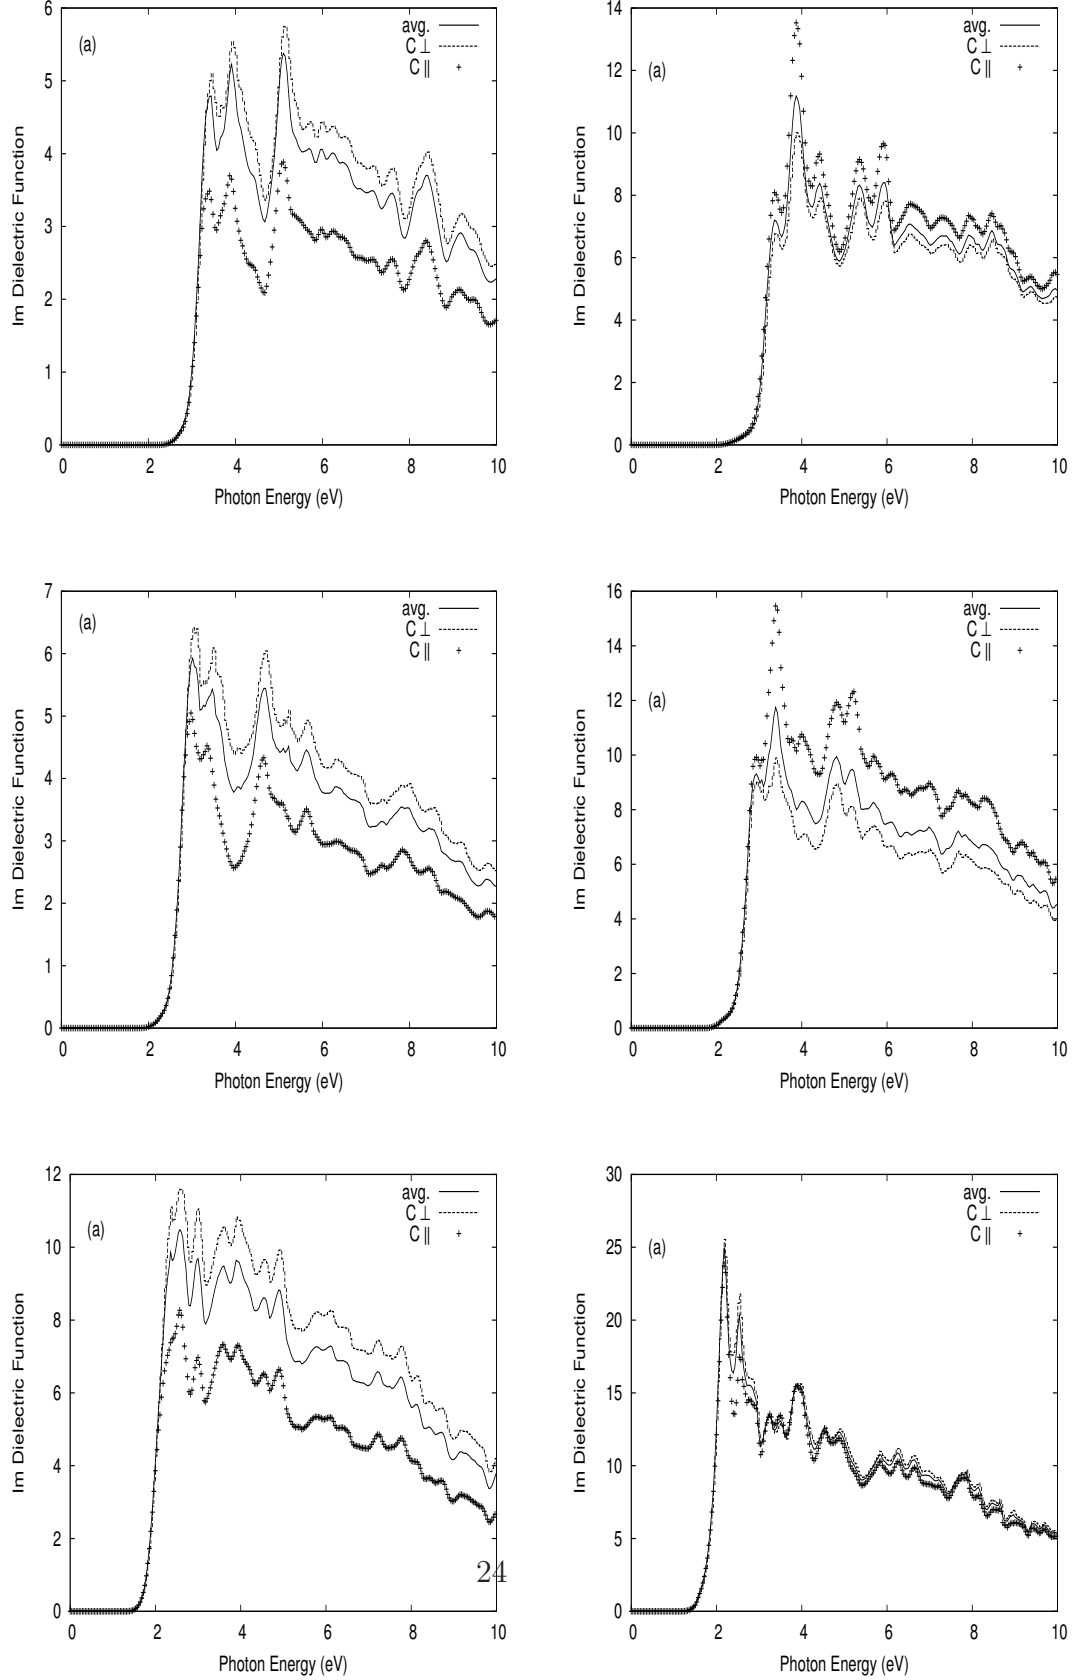 6
5
4
3
2
1
0
0 2 4 6 8 10
Im Dielectric Function
Photon Energy (eV)
(a)
avg.
C ⊥
C ∥
14
12
10
8
6
4
2
0
0 2 4 6 8 10
Im Dielectric Function
Photon Energy (eV)
(a)
avg.
C ⊥
C ∥
7
6
5
4
3
2
1
0
0 2 4 6 8 10
Im Dielectric Function
Photon Energy (eV)
(a)
avg.
C ⊥
C ∥
16
14
12
10
8
6
4
2
0
0 2 4 6 8 10
Im Dielectric Function
Photon Energy (eV)
(a)
avg.
C ⊥
C ∥
12
10
8
6
4
2
0
0 2 4 6 8 10
Im Dielectric Function
Photon Energy (eV)
(a)
avg.
C ⊥
C ∥
30
25
20
15
10
5
0
0 2 4 6 8 10
Im Dielectric Function
Photon Energy (eV)
(a)
avg.
C ⊥
C ∥
24